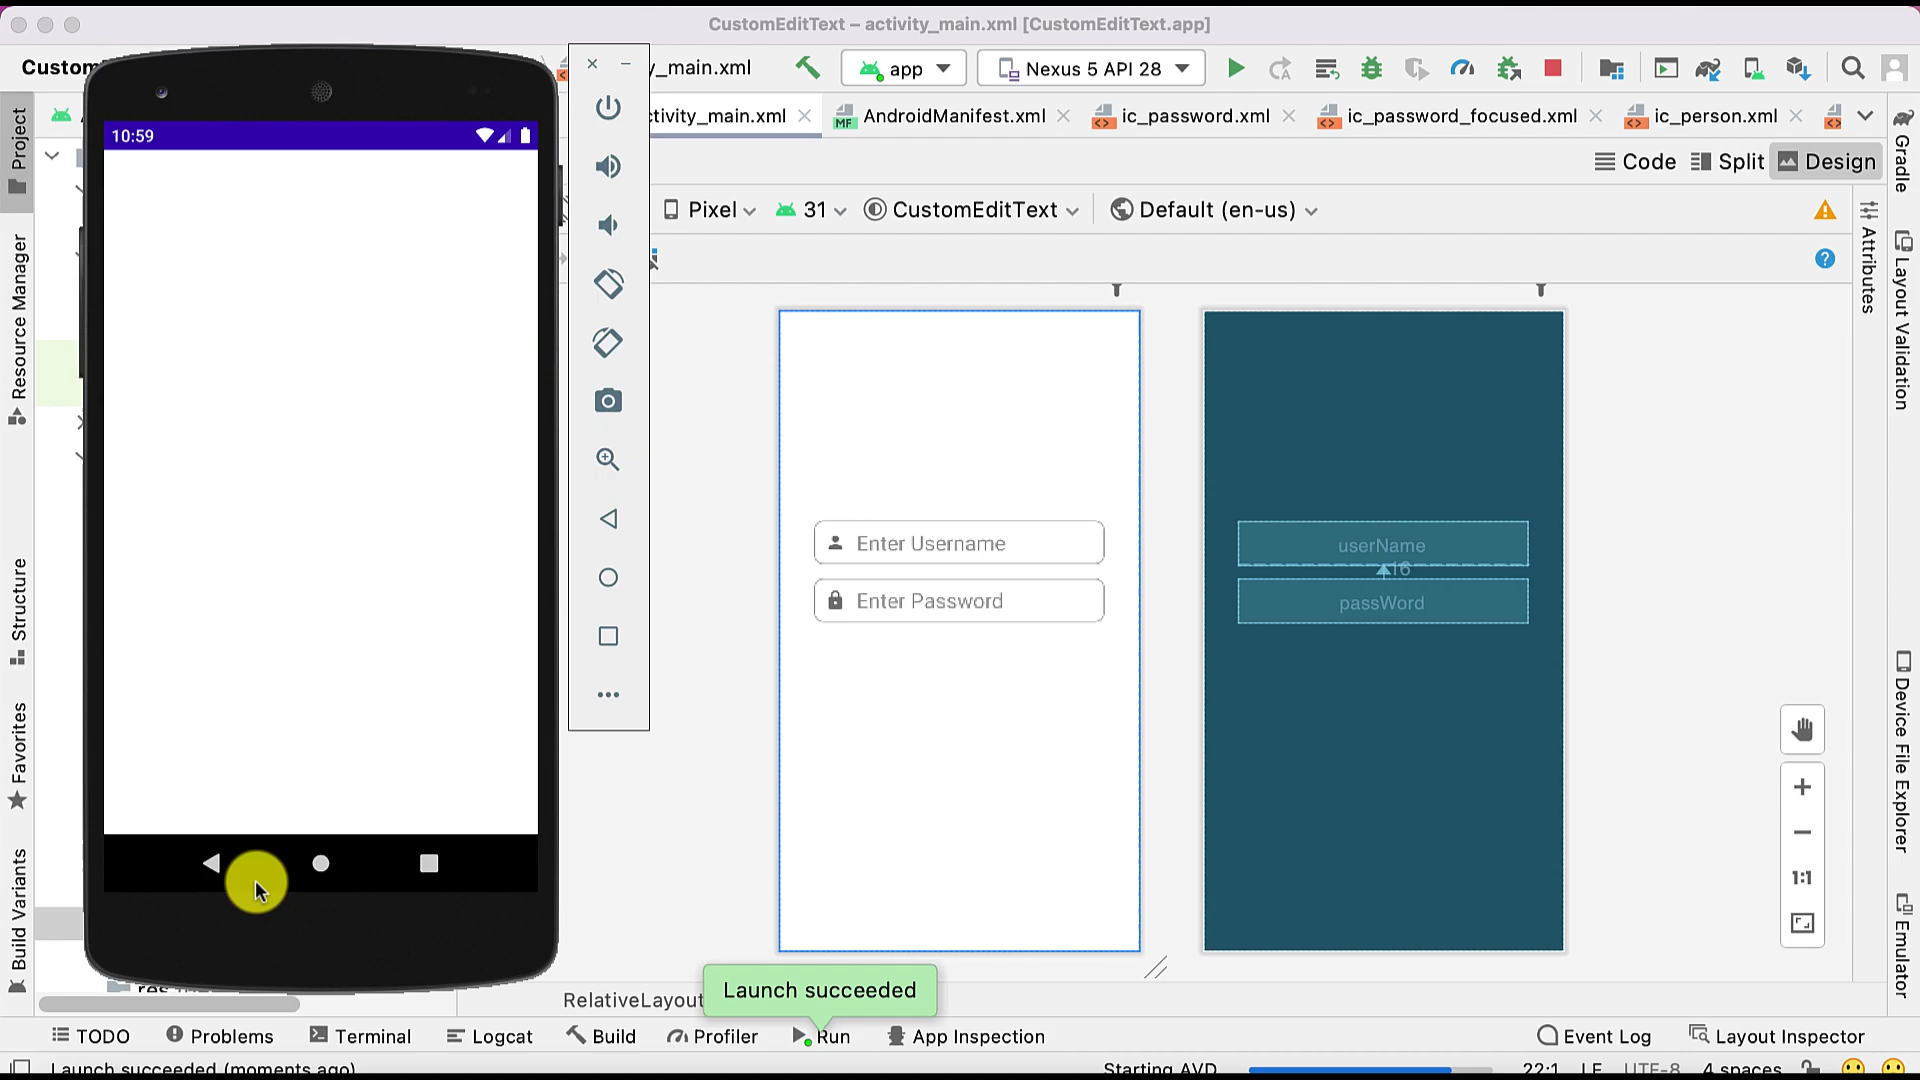 CustomEditText – activity_main.xml [CustomEditText.app]
Custom
y_main.xml
app
Nexus 5 API 28
ctivity_main.xml
MF
AndroidManifest.xml
ic_password.xml
ic_password_focused.xml
ic_person.xml
Code
Split
Design
Pixel
31
CustomEditText
Default (en-us)
10:59
Enter Username
Enter Password
userName
16
passWord
1:1
Project
Resource Manager
Structure
Favorites
Build Variants
Gradle
Attributes
Layout Validation
Device File Explorer
Emulator
res
RelativeLayout
Launch succeeded
TODO
Problems
Terminal
Logcat
Build
Profiler
Run
App Inspection
Event Log
Layout Inspector
Launch succeeded (moments ago)
Starting AVD
22:1
LF
UTF-8
4 spaces